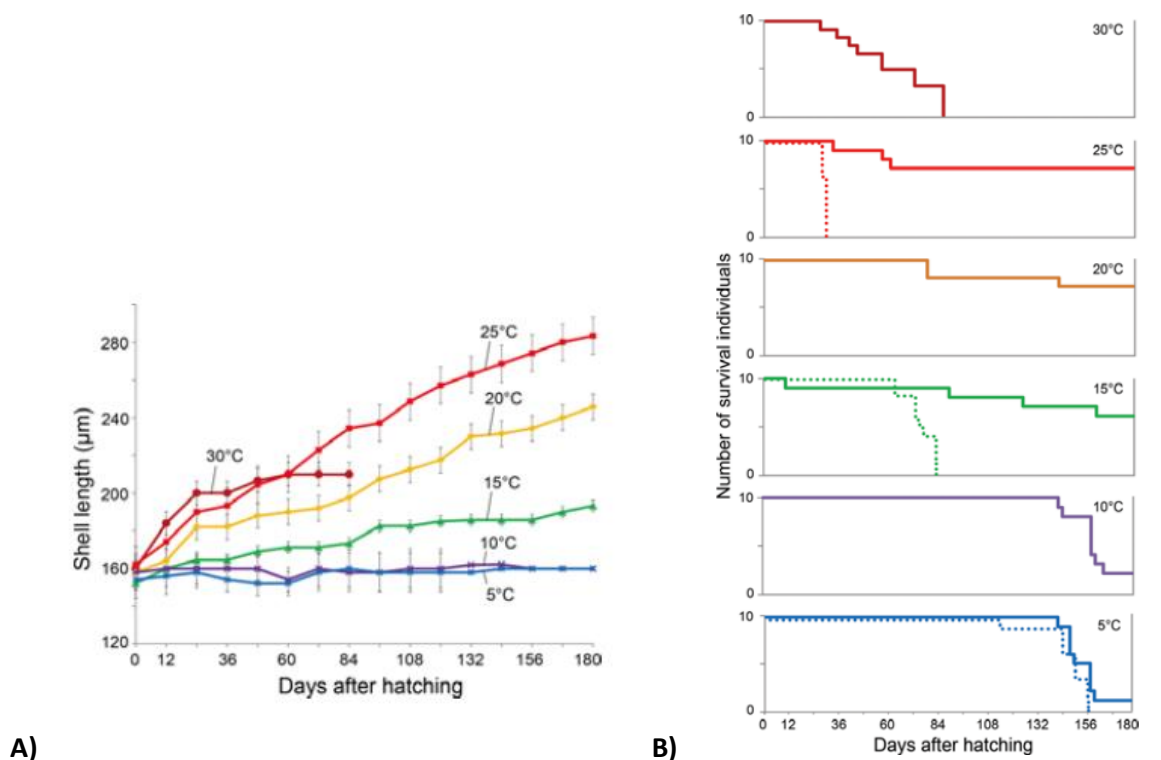 280
240
200
160
120
Shell length (µm)
25°C
20°C
30°C
15°C
10°C
5°C
0 12 36 60 84 108 132 156 180
Days after hatching
A)
Number of survival individuals
10
0
30°C
10
0
25°C
10
0
20°C
10
0
15°C
10
0
10°C
10
0
5°C
0 12 36 60 84 108 132 156 180
Days after hatching
B)